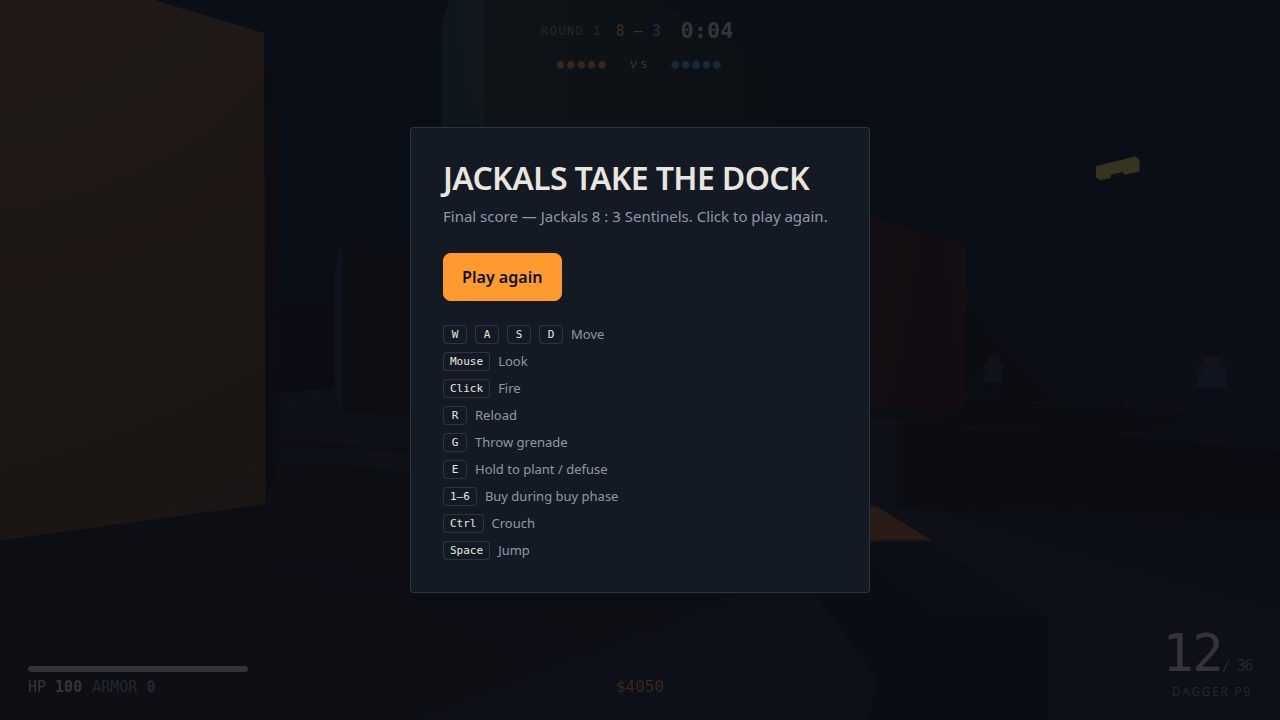 ROUND 1 8 — 3 0:04
VS
JACKALS TAKE THE DOCK
Final score — Jackals 8 : 3 Sentinels. Click to play again.
Play again
W A S D Move
Mouse Look
Click Fire
R Reload
G Throw grenade
E Hold to plant / defuse
1–6 Buy during buy phase
Ctrl Crouch
Space Jump
12 / 36
HP 100 ARMOR 0 $4050 DAGGER P9